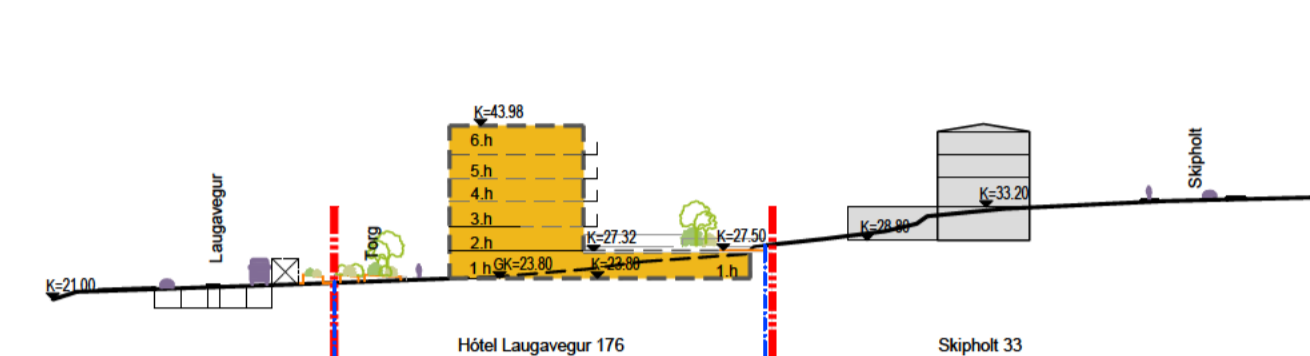 K=43.98
6.h
5.h
4.h
3.h
2.h
1.h
GK=23.80
K=23.80
1.h
K=27.32
K=27.50
K=21.00
Laugavegur
Torg
K=28.80
K=33.20
Skipholt
Hótel Laugavegur 176
Skipholt 33